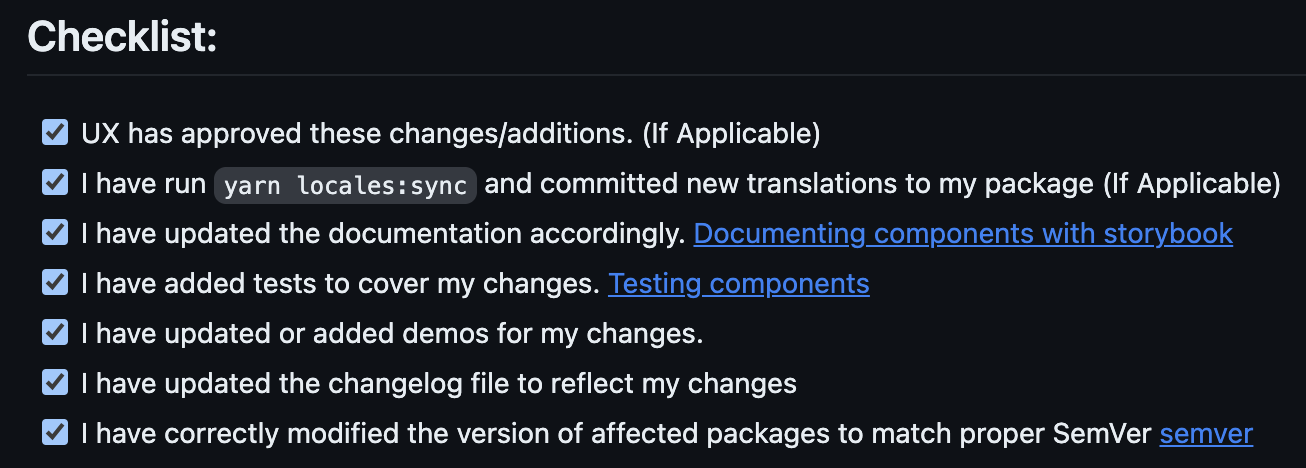 Checklist:
UX has approved these changes/additions. (If Applicable)
I have run yarn locales:sync and committed new translations to my package (If Applicable)
I have updated the documentation accordingly. Documenting components with storybook
I have added tests to cover my changes. Testing components
I have updated or added demos for my changes.
I have updated the changelog file to reflect my changes
I have correctly modified the version of affected packages to match proper SemVer semver